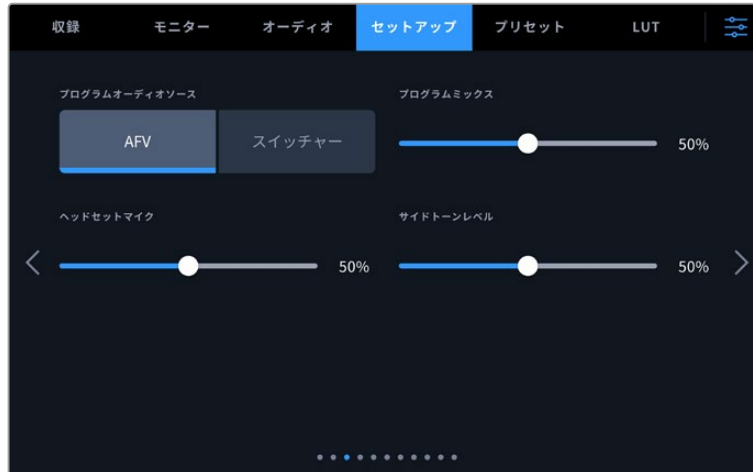 収録 モニター オーディオ セットアップ プリセット LUT
プログラムオーディオソース プログラムミックス
AFV スイッチャー 50%
ヘッドセットマイク サイドトーンレベル
50% 50%